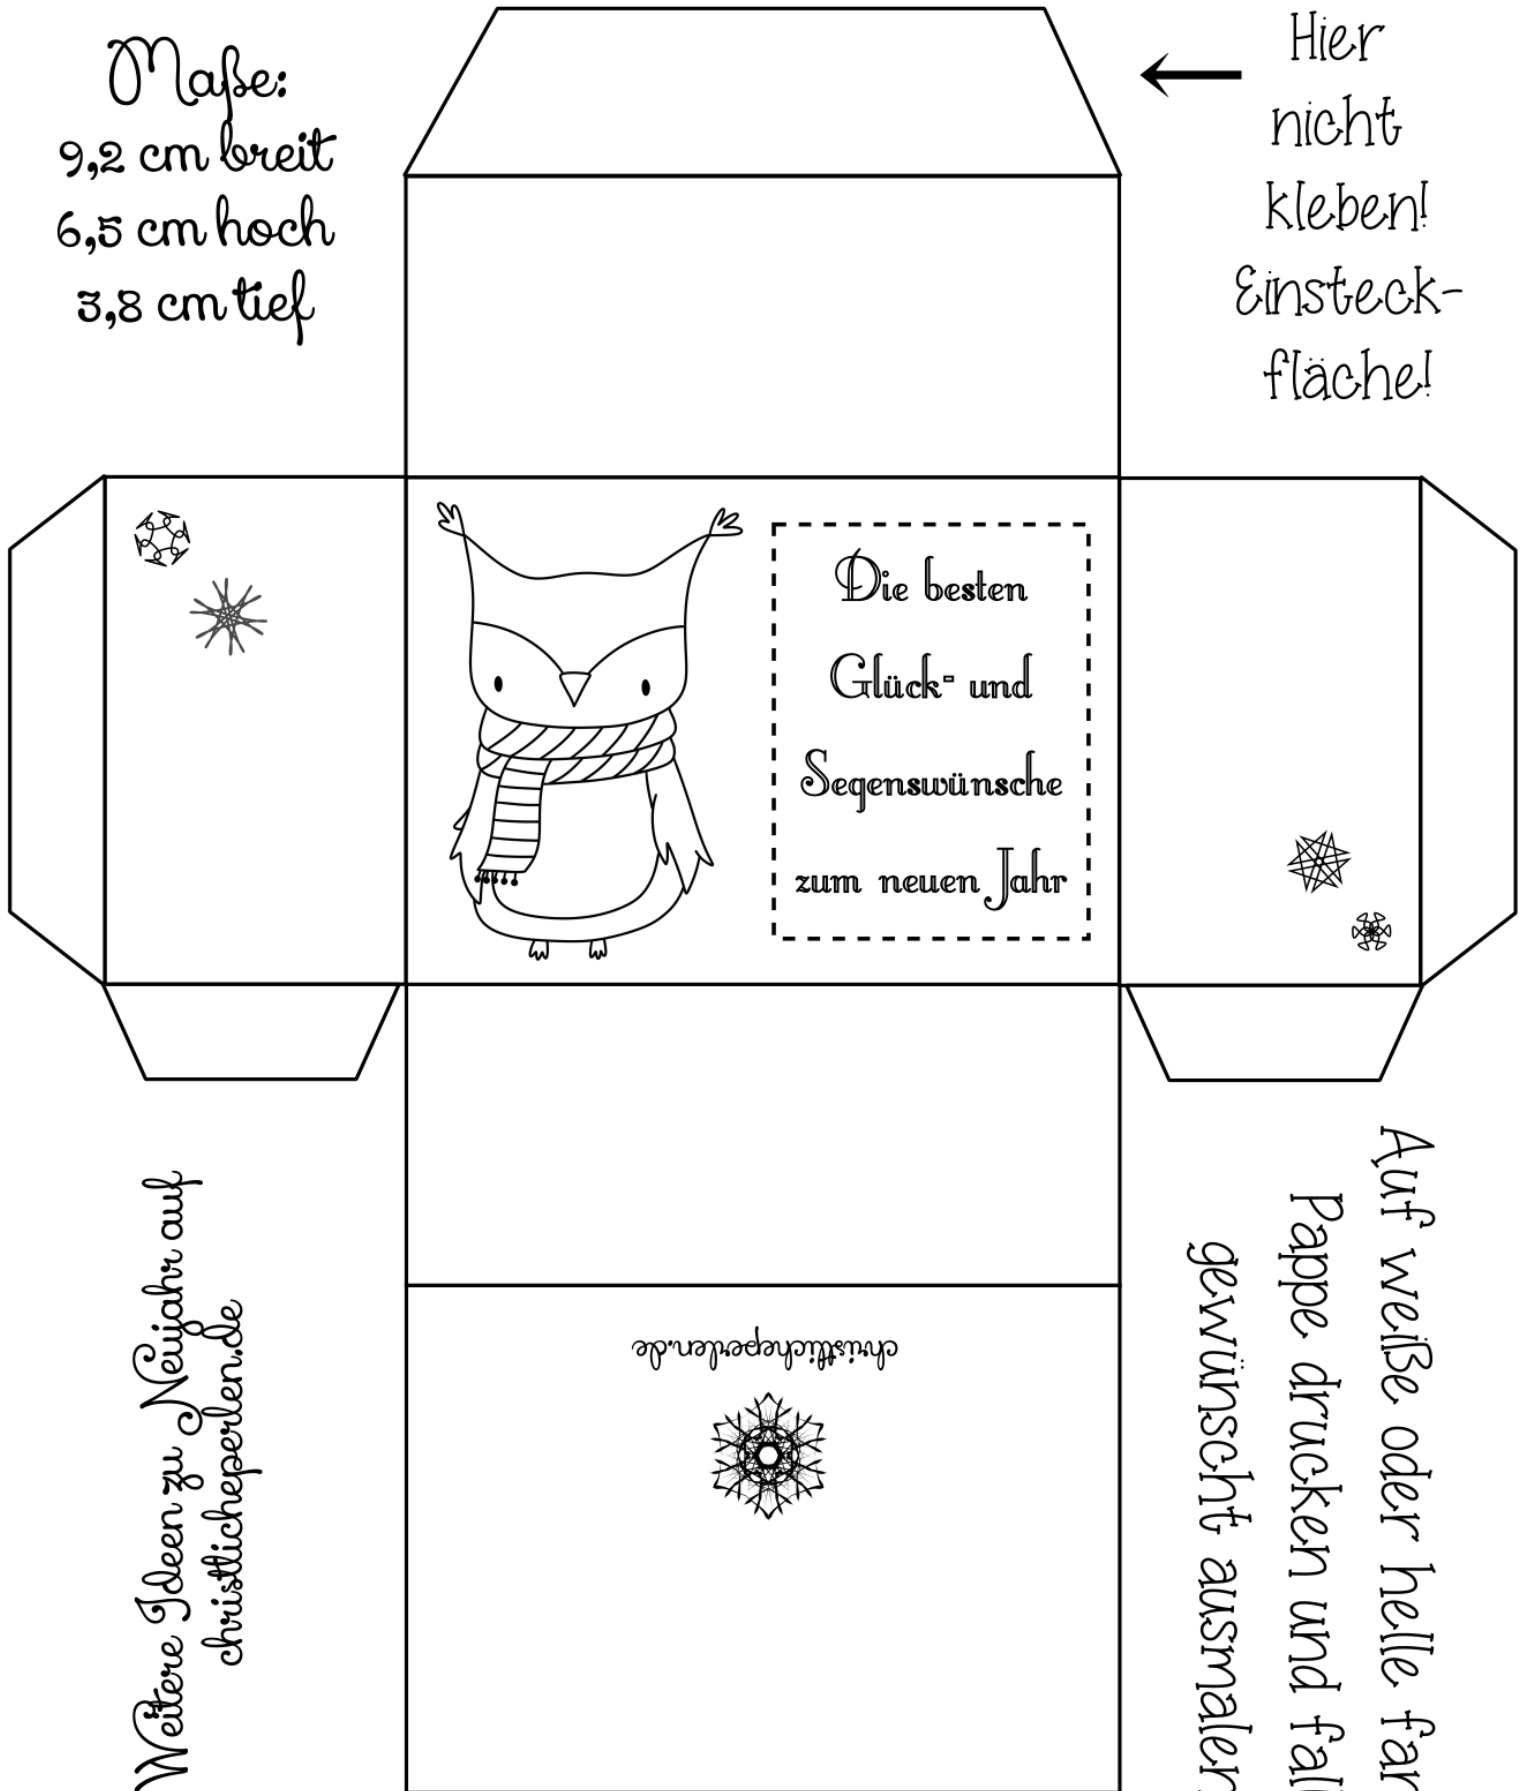 Maße:
9,2 cm breit
6,5 cm hoch
3,8 cm tief
Hier
nicht
kleben!
Einsteck-
fläche!
Die besten
Glück- und
Segenswünsche
zum neuen Jahr
Weitere Ideen zu Neujahr auf
christlicheperlen.de
christlicheperlen.de
Auf weiße oder helle
Pappe drucken und
gewünscht ausmalen